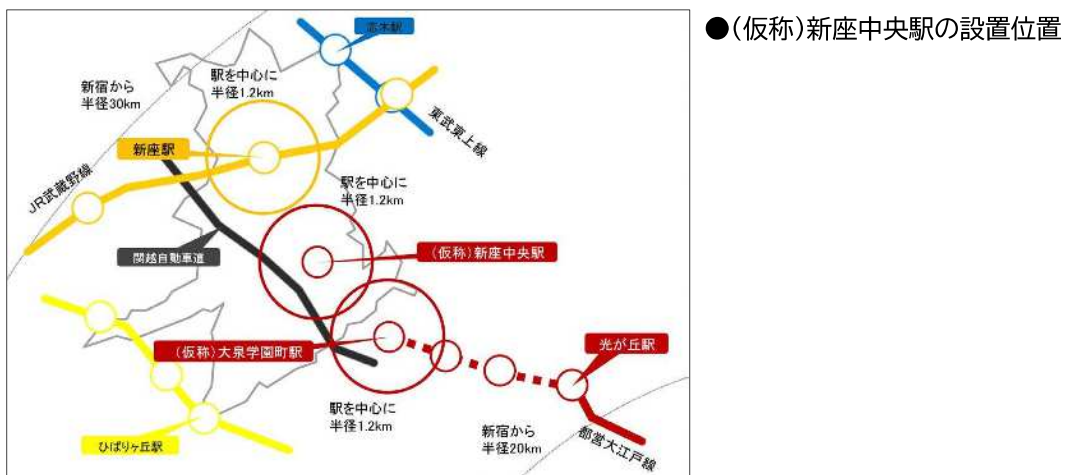 ●(仮称)新座中央駅の設置位置
志木駅
駅を中心に
半径1.2km
新宿から
半径30km
東武東上線
新座駅
JR武蔵野線
駅を中心に
半径1.2km
関越自動車道
(仮称)新座中央駅
(仮称)大泉学園町駅
光が丘駅
駅を中心に
半径1.2km
新宿から
半径20km
都営大江戸線
ひばりヶ丘駅